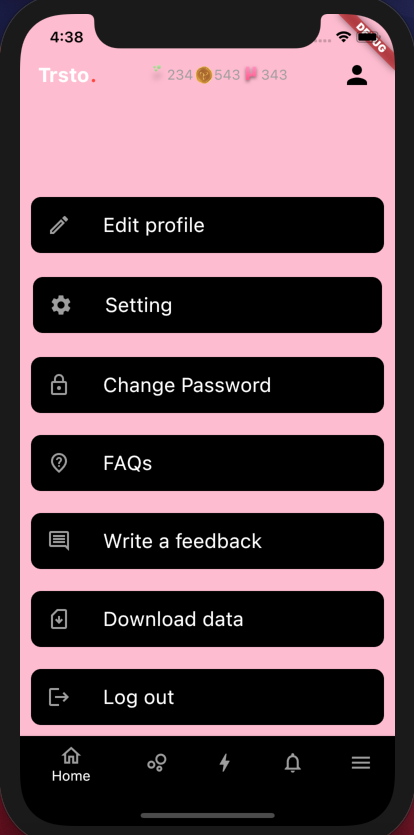 4:38
DEBUG
Trsto.
234 543 343
Edit profile
Setting
Change Password
FAQs
Write a feedback
Download data
Log out
Home